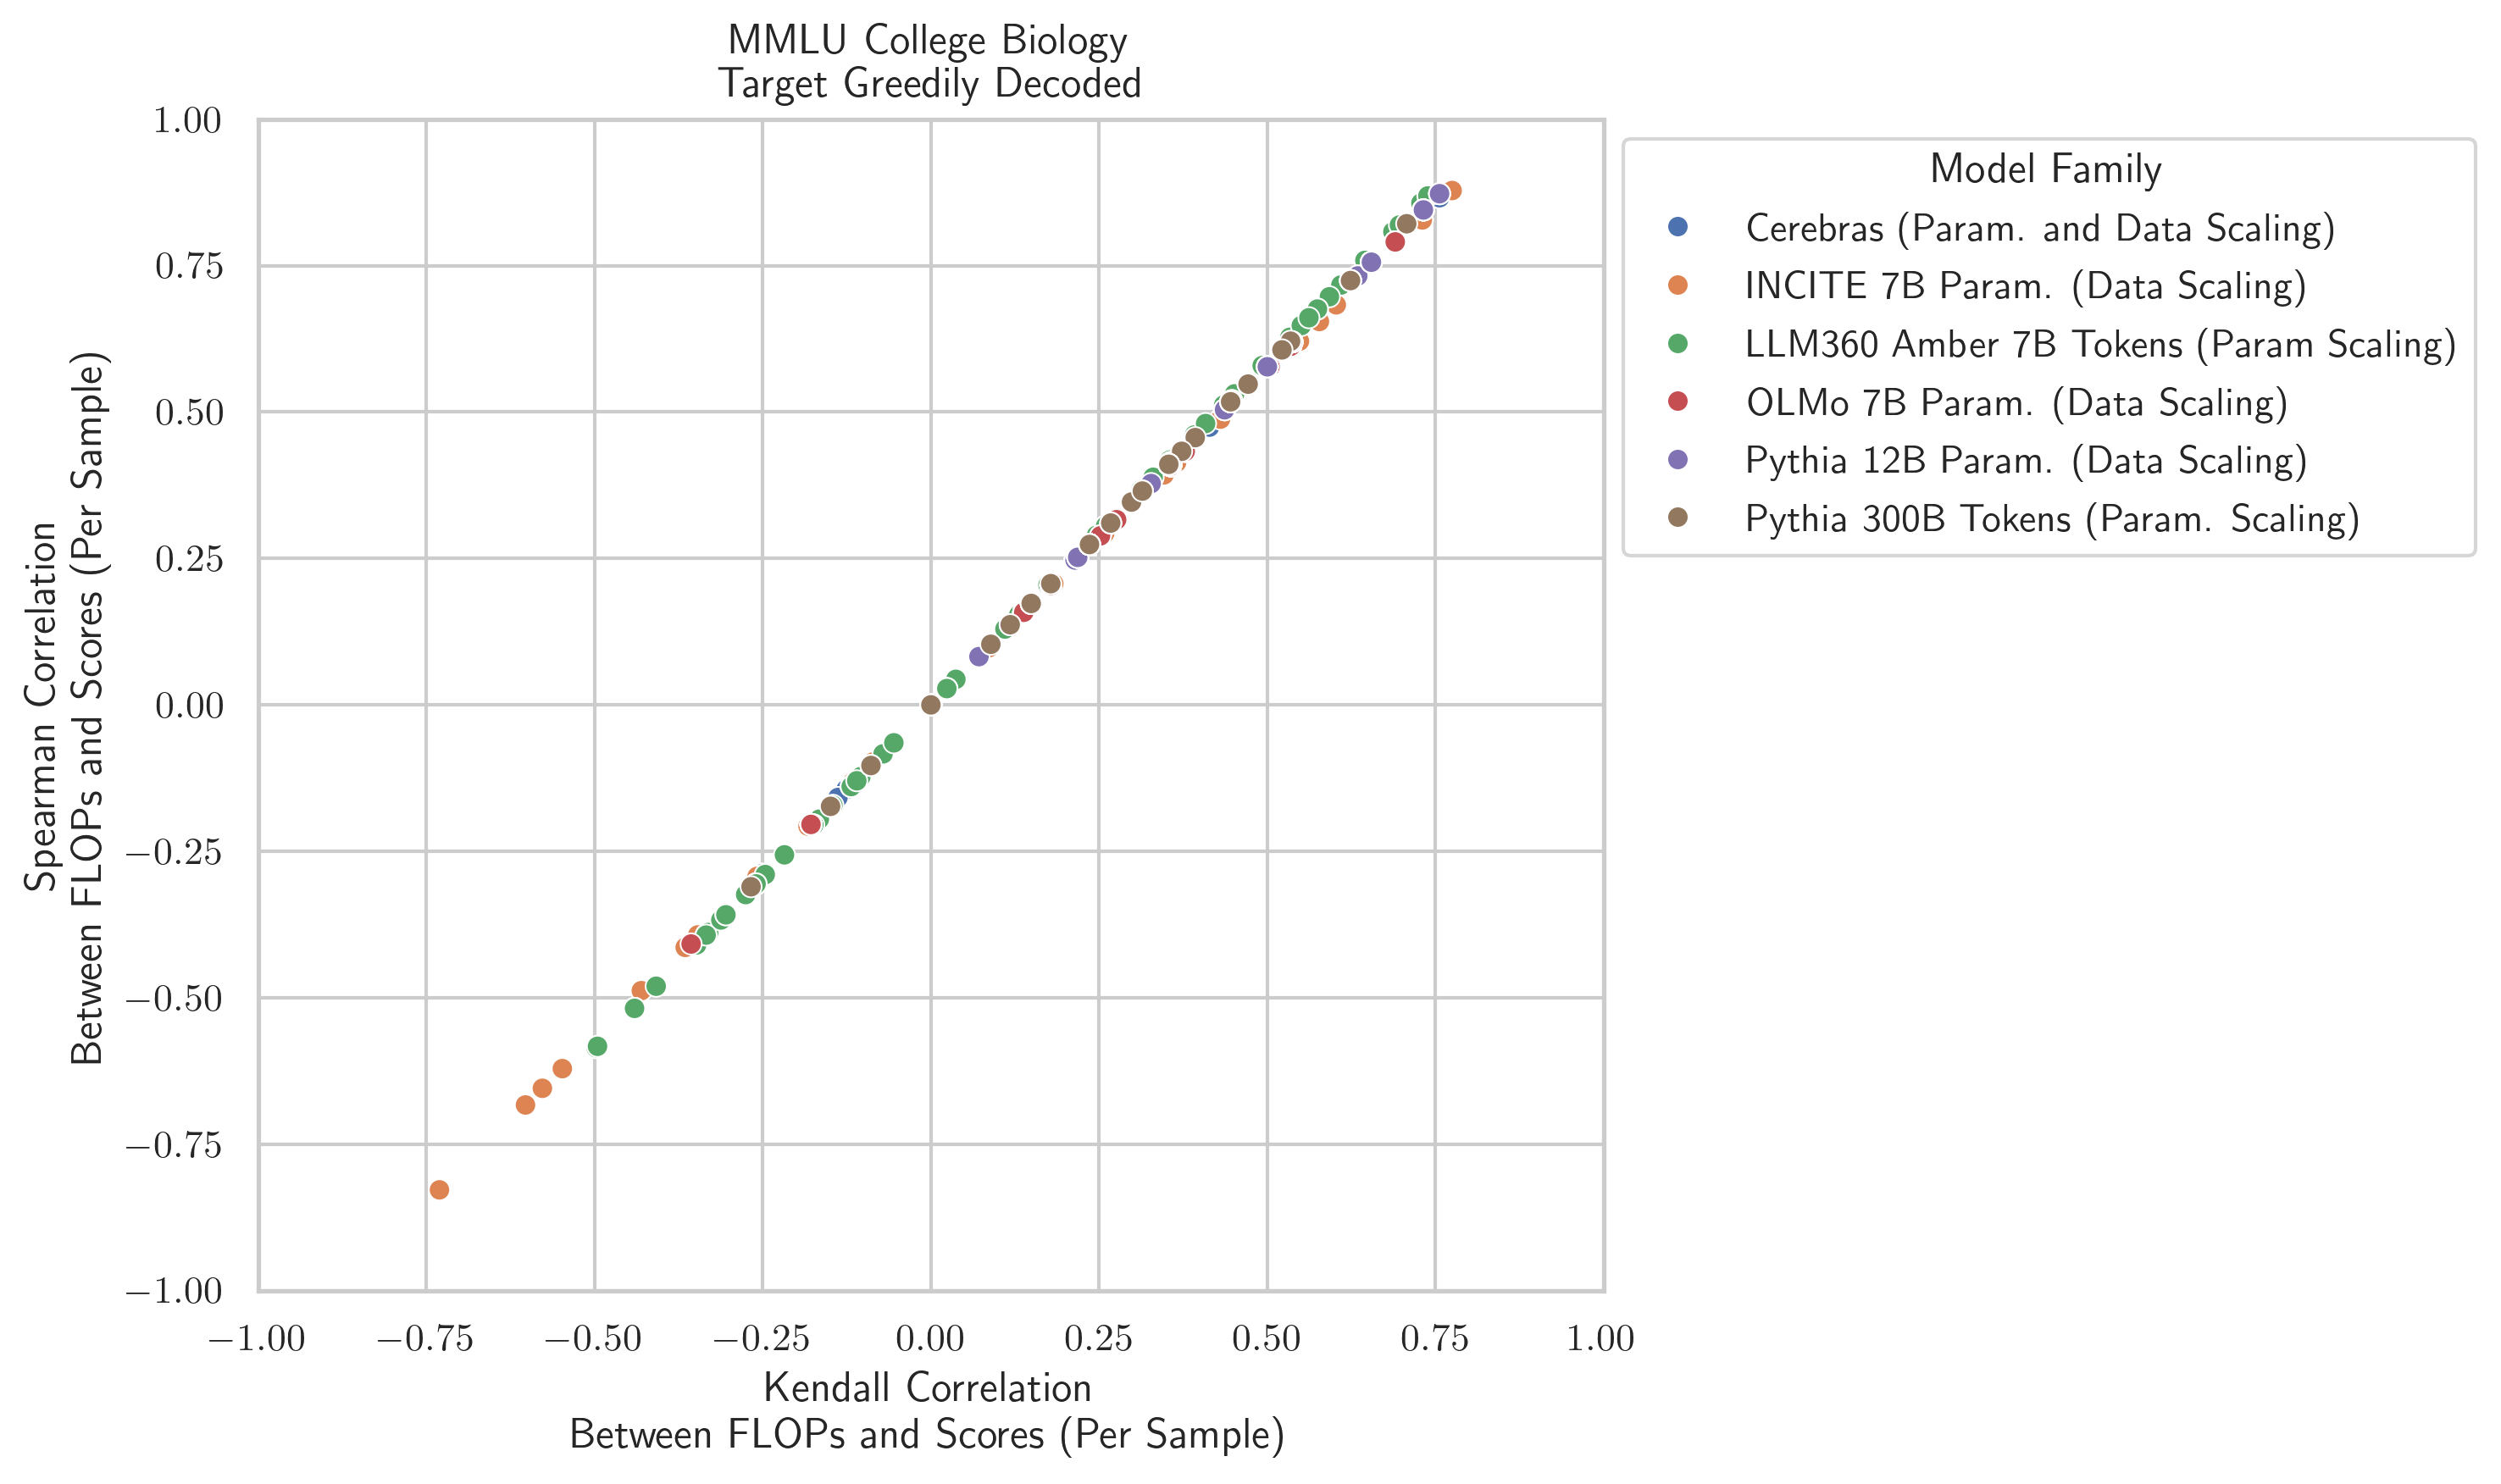 MMLU College Biology
Target Greedily Decoded
1.00
0.75
0.50
0.25
0.00
−0.25
−0.50
−0.75
−1.00
Spearman Correlation
Between FLOPs and Scores (Per Sample)
−1.00 −0.75 −0.50 −0.25 0.00 0.25 0.50 0.75 1.00
Kendall Correlation
Between FLOPs and Scores (Per Sample)
Model Family
Cerebras (Param. and Data Scaling)
INCITE 7B Param. (Data Scaling)
LLM360 Amber 7B Tokens (Param Scaling)
OLMo 7B Param. (Data Scaling)
Pythia 12B Param. (Data Scaling)
Pythia 300B Tokens (Param. Scaling)